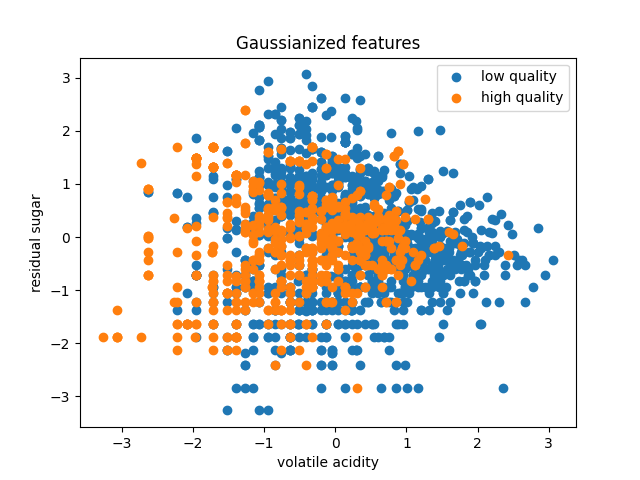 Gaussianized features
low quality
high quality
residual sugar
3
2
1
0
−1
−2
−3
−3
−2
−1
0
1
2
3
volatile acidity